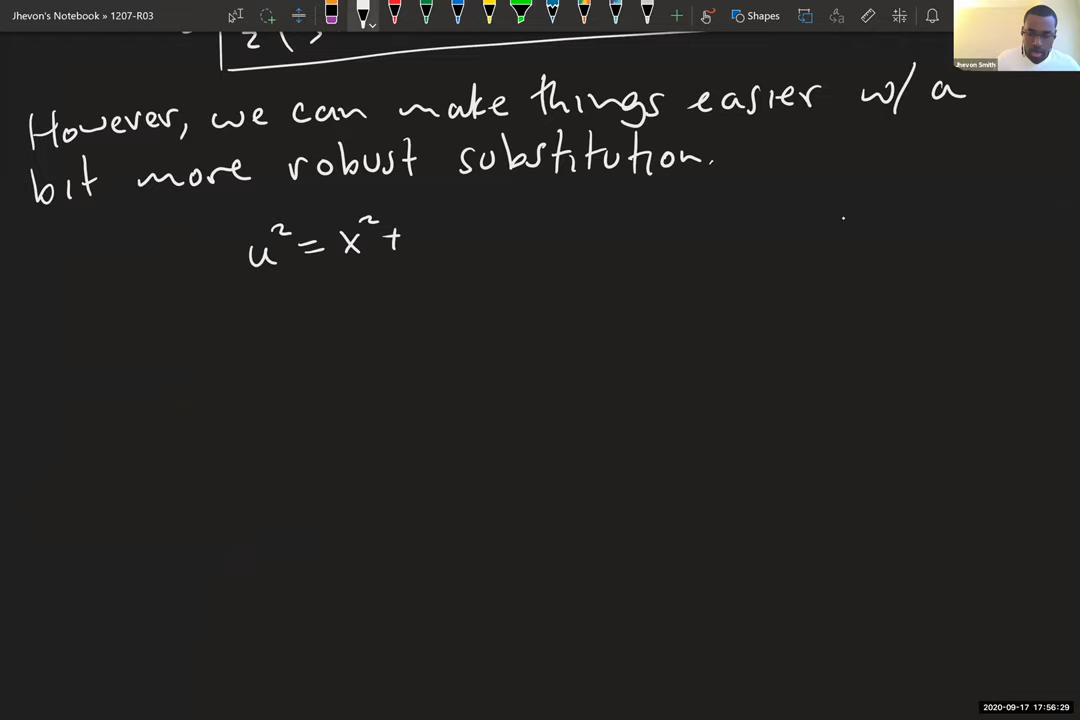 Jhevon's Notebook » 1207-R03
Shapes
Jhevon Smith
However, we can make things easier w/ a
bit more robust substitution.
u² = x² +
2020-09-17 17:56:29